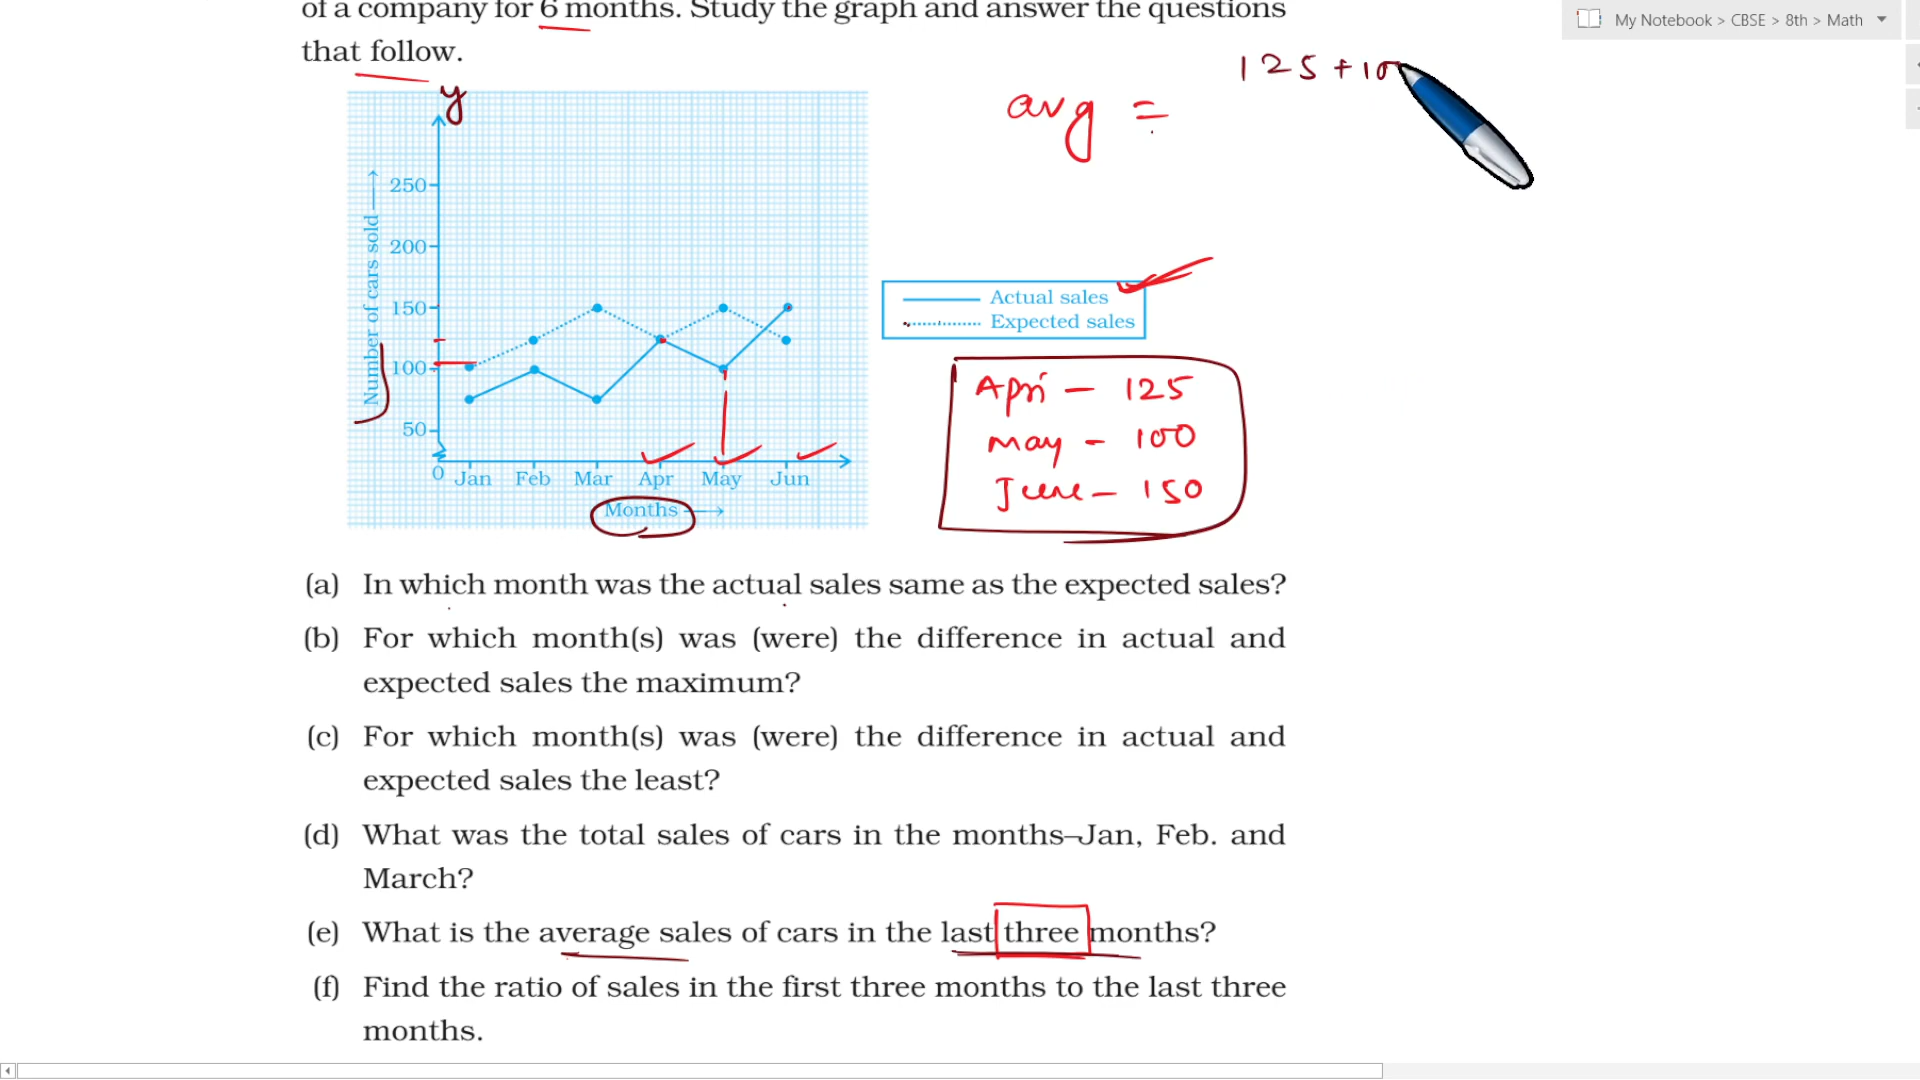 of a company for 6 months. Study the graph and answer the questions
that follow.
My Notebook > CBSE > 8th > Math
125 + 10
avg =
y
Number of cars sold
250
200
150
100
50
0
Jan Feb Mar Apr May Jun
Months
Actual sales
Expected sales
Apri - 125
May - 100
June - 150
(a) In which month was the actual sales same as the expected sales?
(b) For which month(s) was (were) the difference in actual and
expected sales the maximum?
(c) For which month(s) was (were) the difference in actual and
expected sales the least?
(d) What was the total sales of cars in the months–Jan, Feb. and
March?
(e) What is the average sales of cars in the last three months?
(f) Find the ratio of sales in the first three months to the last three
months.